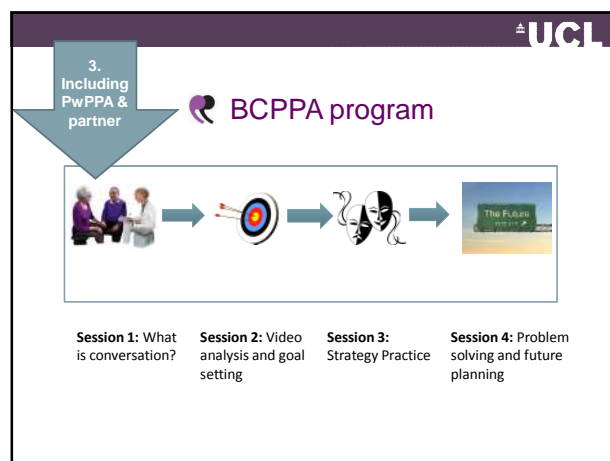 UCL
3.
Including
PwPPA &
partner
BCPPA program
The Future
Session 1: What
is conversation?
Session 2: Video
analysis and goal
setting
Session 3:
Strategy Practice
Session 4: Problem
solving and future
planning